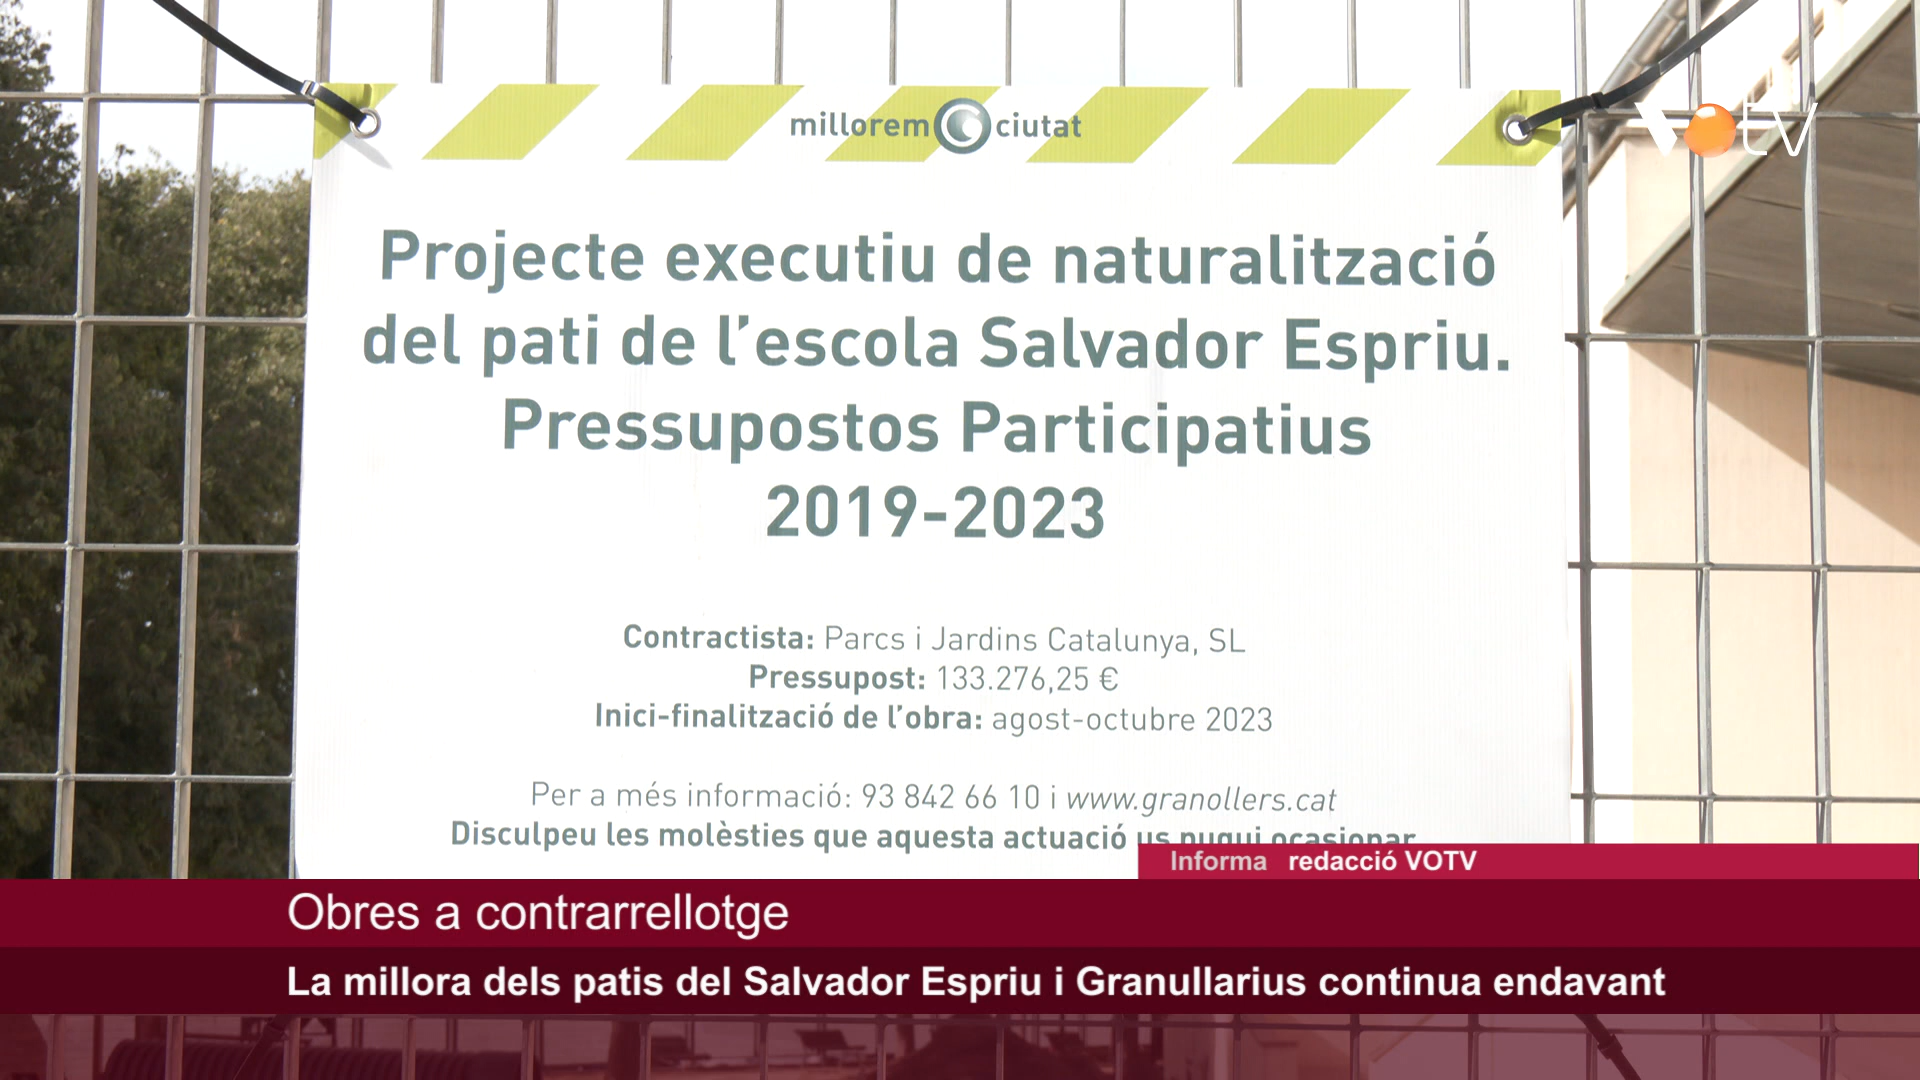 millorem ciutat
VOtv
Projecte executiu de naturalització
del pati de l'escola Salvador Espriu.
Pressupostos Participatius
2019-2023
Contractista: Parcs i Jardins Catalunya, SL
Pressupost: 133.276,25 €
Inici-finalització de l'obra: agost-octubre 2023
Per a més informació: 93 842 66 10 i www.granollers.cat
Disculpeu les molèsties que aquesta actuació us pugui ocasionar
Informa redacció VOTV
Obres a contrarrellotge
La millora dels patis del Salvador Espriu i Granullarius continua endavant